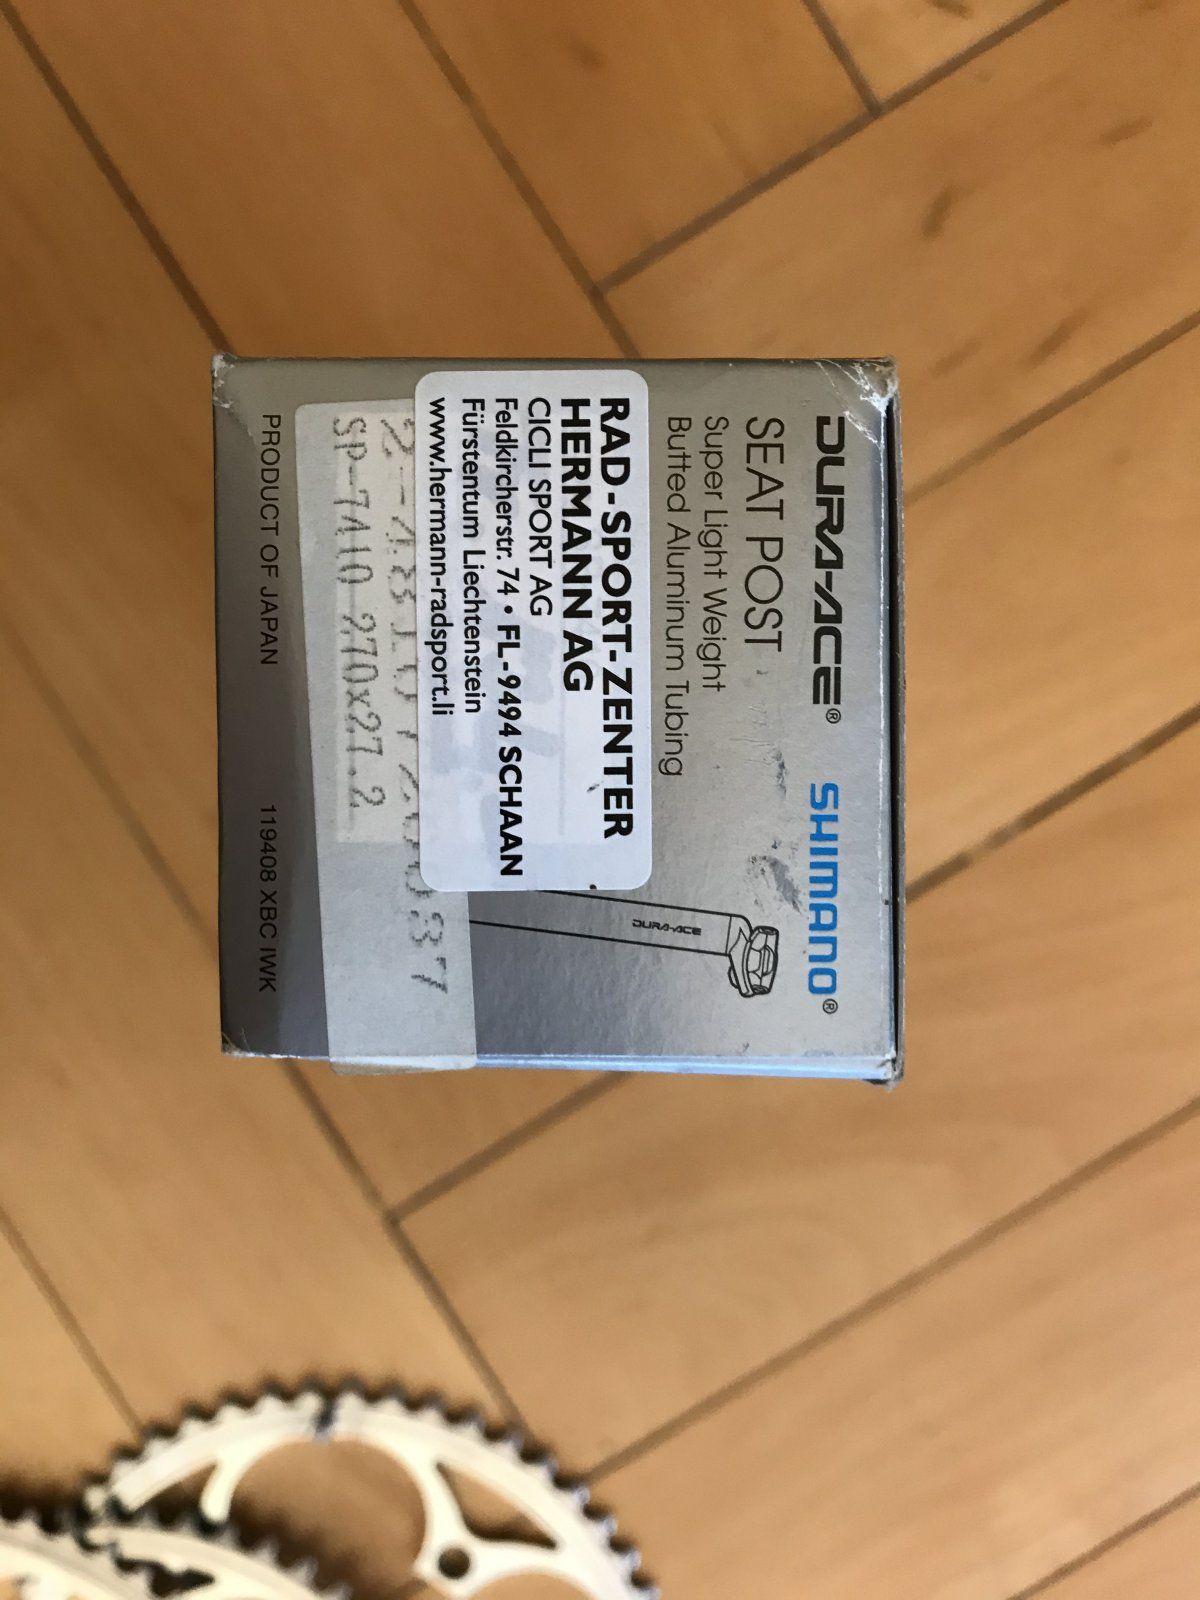 DURA-ACE® SHIMANO®
SEAT POST
Super Light Weight
Butted Aluminum Tubing
RAD-SPORT-ZENTER
HERMANN AG
CICLI SPORT AG
Feldkircherstr. 74 • FL-9494 SCHAAN
Fürstentum Liechtenstein
www.hermann-radsport.li
DURA-ACE
SP-7410 270x27.2
PRODUCT OF JAPAN 119408 XBC IWK